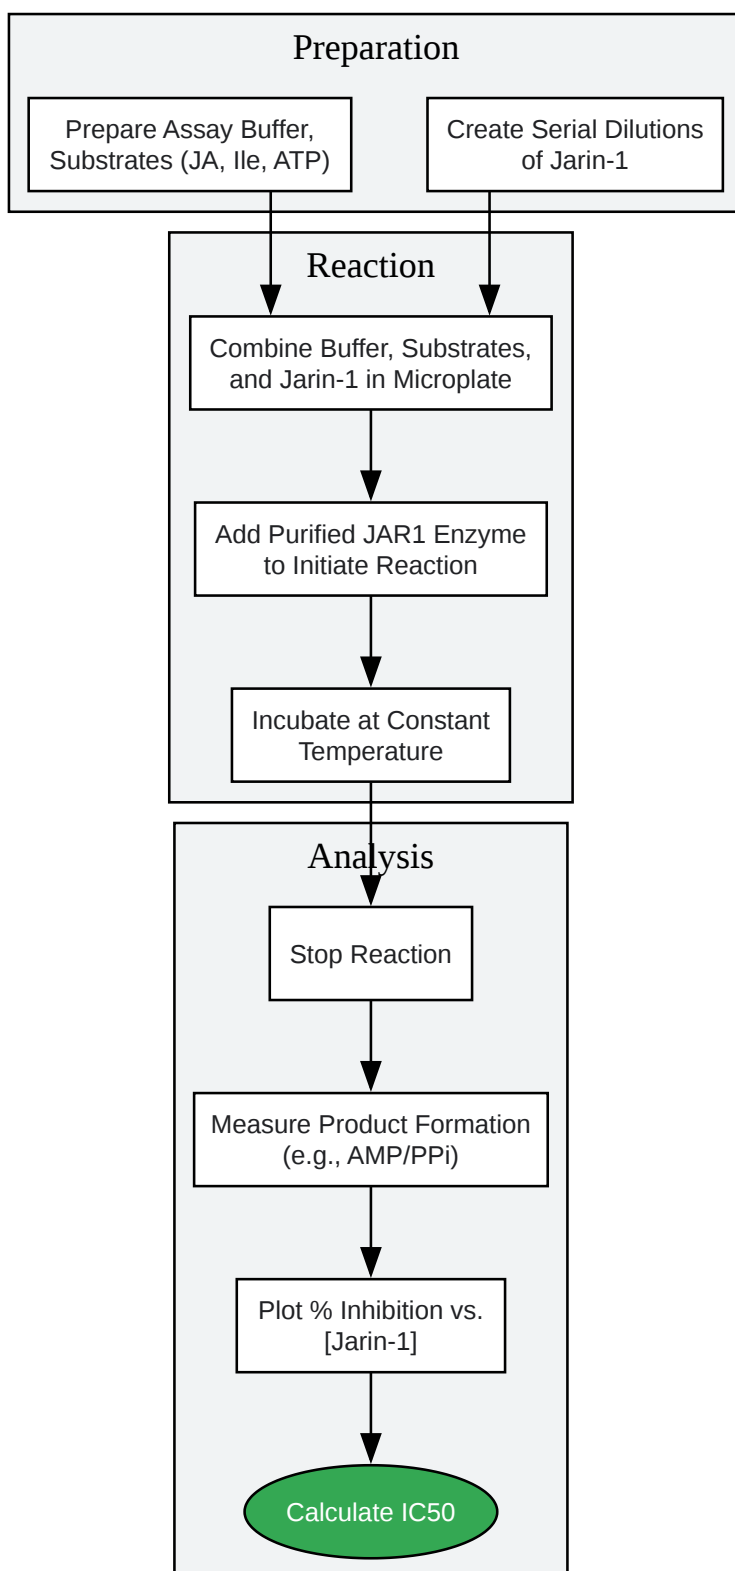 Preparation
Prepare Assay Buffer,
Substrates (JA, Ile, ATP)
Create Serial Dilutions
of Jarin-1
Reaction
Combine Buffer, Substrates,
and Jarin-1 in Microplate
Add Purified JAR1 Enzyme
to Initiate Reaction
Incubate at Constant
Temperature
Analysis
Stop Reaction
Measure Product Formation
(e.g., AMP/PPi)
Plot % Inhibition vs.
[Jarin-1]
Calculate IC50